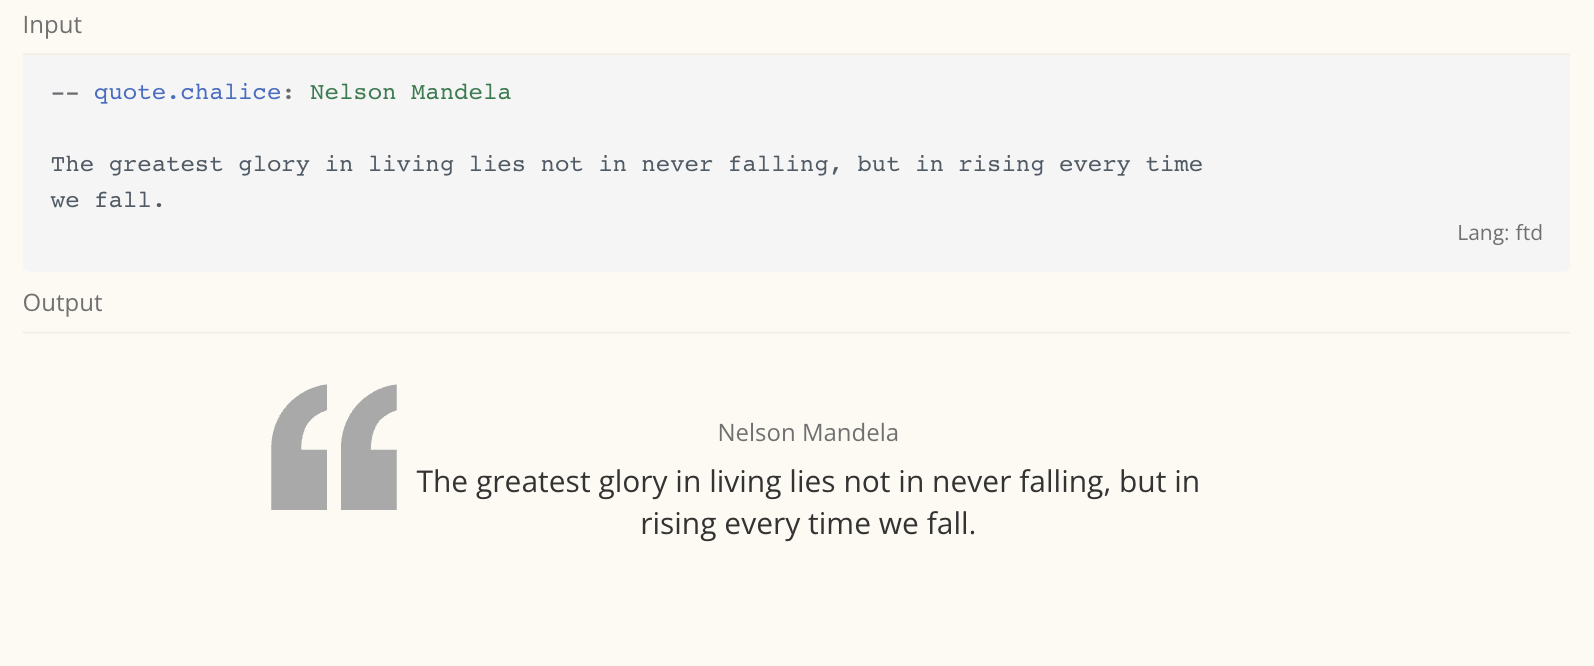 Input
-- quote.chalice: Nelson Mandela
The greatest glory in living lies not in never falling, but in rising every time
we fall.
Lang: ftd
Output
“
Nelson Mandela
The greatest glory in living lies not in never falling, but in
rising every time we fall.